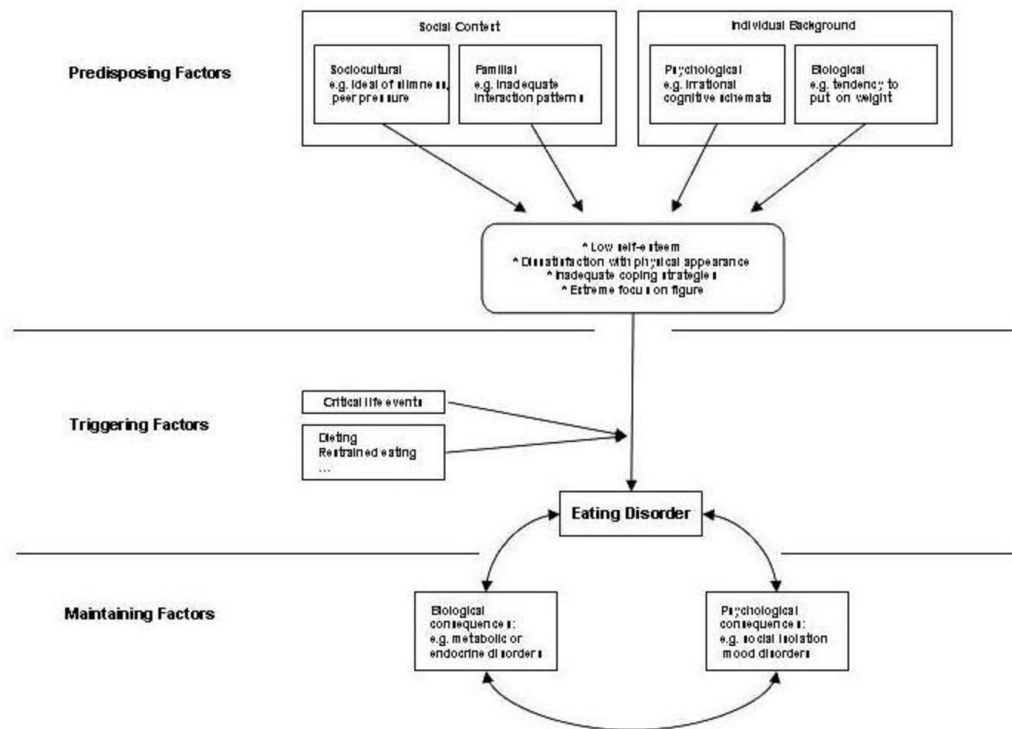 Social Context
Individual Background
Predisposing Factors
Sociocultural
e.g. ideal of slimness,
peer pressure
Familial
e.g. inadequate
interaction patterns
Psychological
e.g. irrational
cognitive schemata
Biological
e.g. tendency to
put on weight
* Low self-esteem
* Dissatisfaction with physical appearance
* Inadequate coping strategies
* Extreme focus on figure
Triggering Factors
Critical life events
Dieting
Restrained eating
...
Eating Disorder
Maintaining Factors
Biological
consequences:
e.g. metabolic or
endocrine disorders
Psychological
consequences:
e.g. social isolation
mood disorders